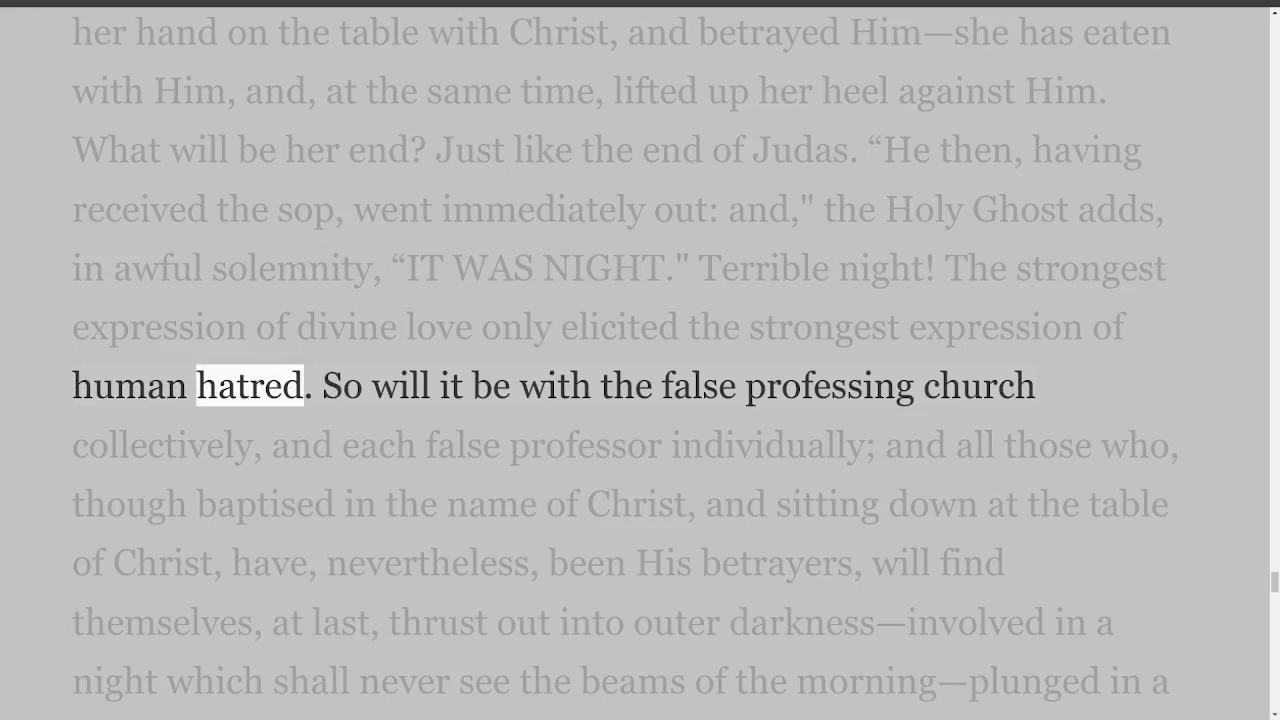 her hand on the table with Christ, and betrayed Him—she has eaten
with Him, and, at the same time, lifted up her heel against Him.
What will be her end? Just like the end of Judas. “He then, having
received the sop, went immediately out: and," the Holy Ghost adds,
in awful solemnity, “IT WAS NIGHT." Terrible night! The strongest
expression of divine love only elicited the strongest expression of
human hatred. So will it be with the false professing church
collectively, and each false professor individually; and all those who,
though baptised in the name of Christ, and sitting down at the table
of Christ, have, nevertheless, been His betrayers, will find
themselves, at last, thrust out into outer darkness—involved in a
night which shall never see the beams of the morning—plunged in a